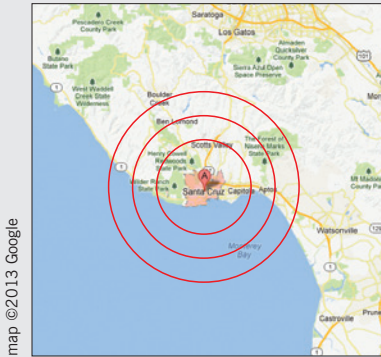 Pescadero Creek
County Park
Saratoga
Los Gatos
Butano
State Park
Almaden
Quicksilver
County Park
101
Sierra Azul Open
Space Preserve
West Waddell
Creek State
Wilderness
Boulder
Creek
Ben Lomond
Scotts Valley
The Forest of
Nisene Marks
State Park
Henry Cowell
Redwoods
State Park
Wilder Ranch
State Park
A
Santa Cruz
Capitola
Aptos
Mt Madonna
County Park
1
Watsonville
Monterey
Bay
1
Castroville
Prune
map ©2013 Google